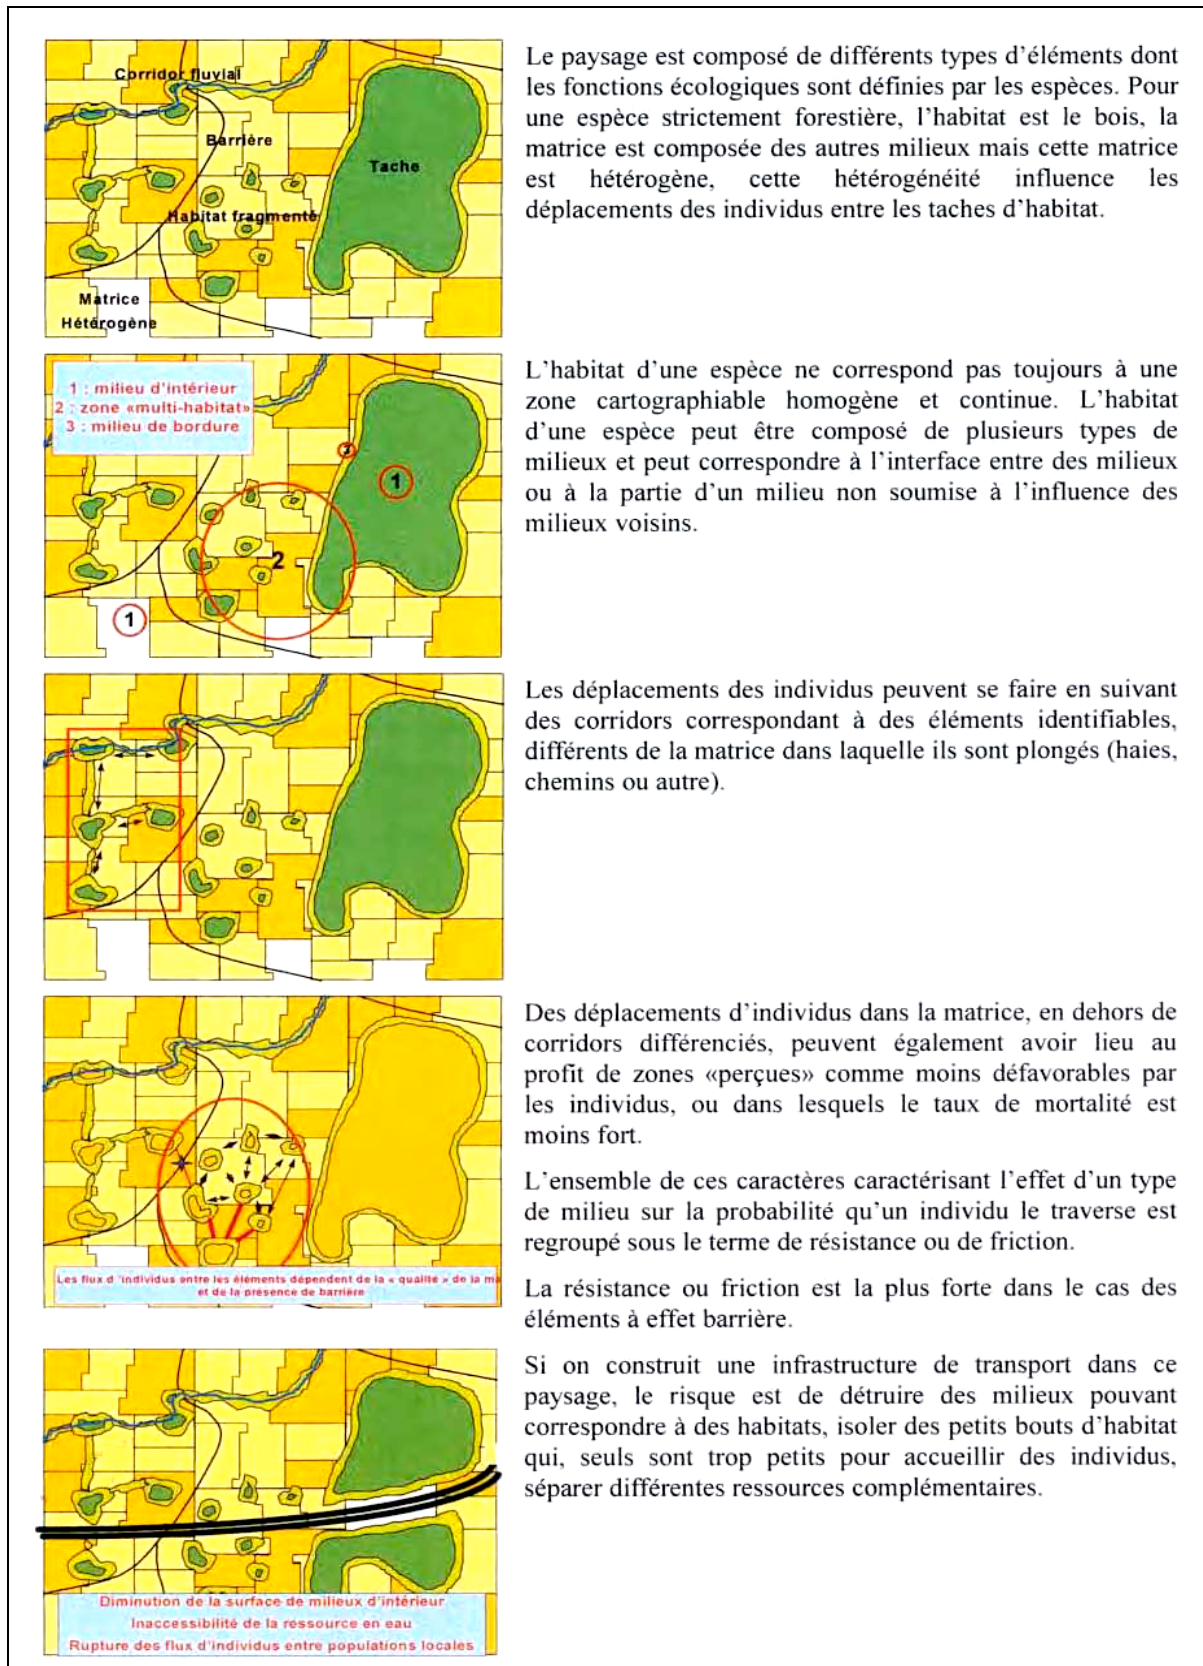 Corridor fluvial
Barrière
Tache
Habitat fragmenté
Matrice
Hétérogène
Le paysage est composé de différents types d'éléments dont
les fonctions écologiques sont définies par les espèces. Pour
une espèce strictement forestière, l'habitat est le bois, la
matrice est composée des autres milieux mais cette matrice
est hétérogène, cette hétérogénéité influence les
déplacements des individus entre les taches d'habitat.
1 : milieu d'intérieur
2 : zone «multi-habitat»
3 : milieu de bordure
3
1
2
1
L'habitat d'une espèce ne correspond pas toujours à une
zone cartographiable homogène et continue. L'habitat
d'une espèce peut être composé de plusieurs types de
milieux et peut correspondre à l'interface entre des milieux
ou à la partie d'un milieu non soumise à l'influence des
milieux voisins.
Les déplacements des individus peuvent se faire en suivant
des corridors correspondant à des éléments identifiables,
différents de la matrice dans laquelle ils sont plongés (haies,
chemins ou autre).
Les flux d'individus entre les éléments dépendent de la « qualité » de la ma
et de la présence de barrière
Des déplacements d'individus dans la matrice, en dehors de
corridors différenciés, peuvent également avoir lieu au
profit de zones «perçues» comme moins défavorables par
les individus, ou dans lesquels le taux de mortalité est
moins fort.
L'ensemble de ces caractères caractérisant l'effet d'un type
de milieu sur la probabilité qu'un individu le traverse est
regroupé sous le terme de résistance ou de friction.
La résistance ou friction est la plus forte dans le cas des
éléments à effet barrière.
Diminution de la surface de milieux d'intérieur
Inaccessibilité de la ressource en eau
Rupture des flux d'individus entre populations locales
Si on construit une infrastructure de transport dans ce
paysage, le risque est de détruire des milieux pouvant
correspondre à des habitats, isoler des petits bouts d'habitat
qui, seuls sont trop petits pour accueillir des individus,
séparer différentes ressources complémentaires.